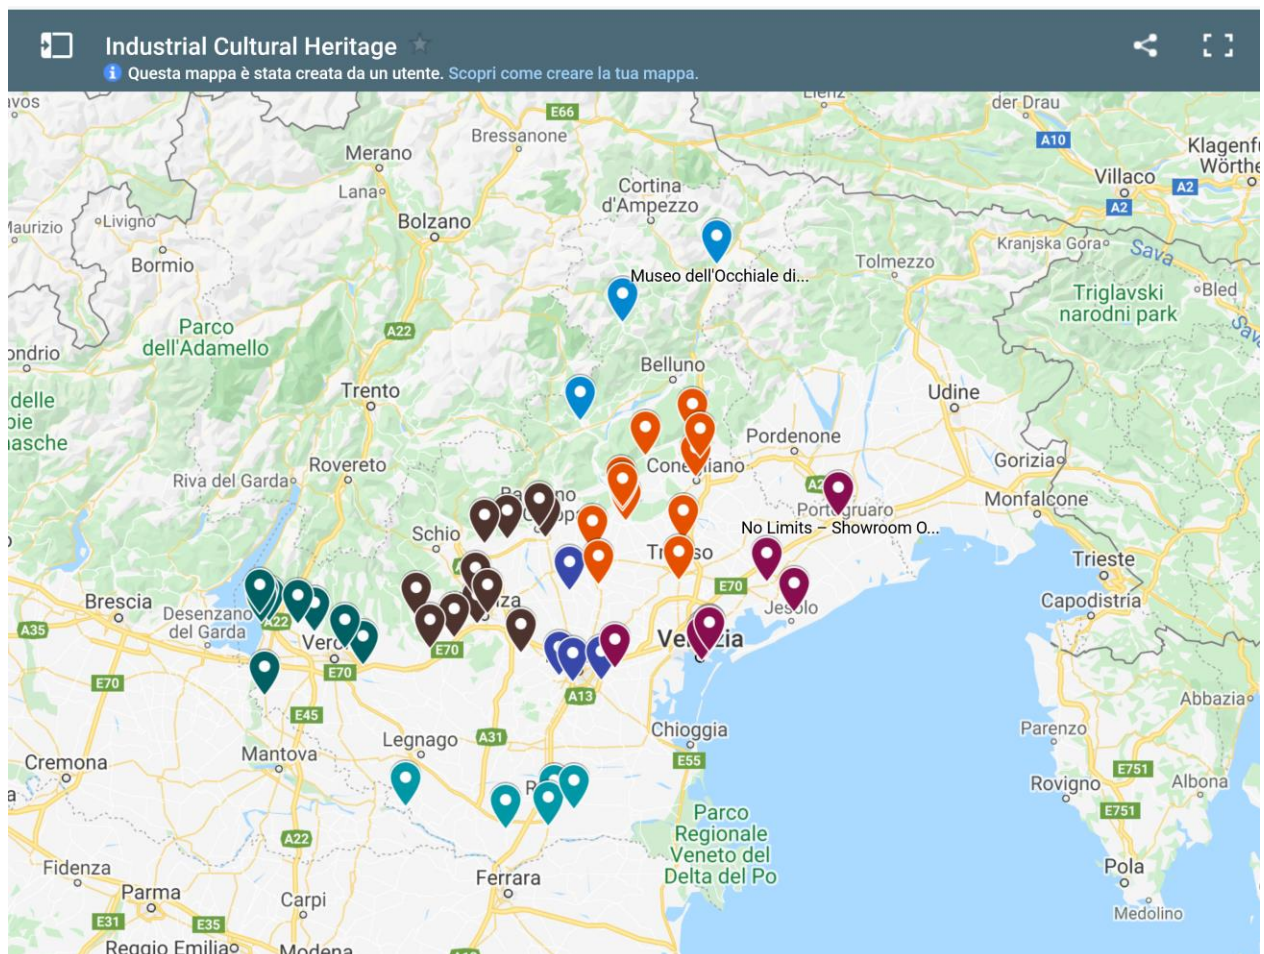 Industrial Cultural Heritage
Questa mappa è stata creata da un utente. Scopri come creare la tua mappa.
der Drau
E66
Bressanone
A10
Merano
Villaco
Lana
A2
Cortina
d'Ampezzo
A2
Livigno
Bolzano
Kranjska Gora
Sava
Bormio
Tolmezzo
Museo dell'Occhiale di...
Triglavski
narodni park
Bled
Parco
dell'Adamello
A22
Belluno
Trento
Udine
Pordenone
Rovereto
Gorizia
Riva del Garda
Monfalcone
Schio
No Limits – Showroom O...
Trieste
E70
Brescia
Capodistria
Desenzano
del Garda
A22
Jesolo
A35
E70
E70
E70
A13
Abbazia
E45
Chioggia
Parenzo
Legnago
A31
Mantova
E55
Cremona
E751
Rovigno
Albona
E751
Parco
Regionale
Veneto del
Delta del Po
A22
Fidenza
Ferrara
Pola
Parma
Carpi
Medolino
E31
E35
Reggio Emilia
Modena